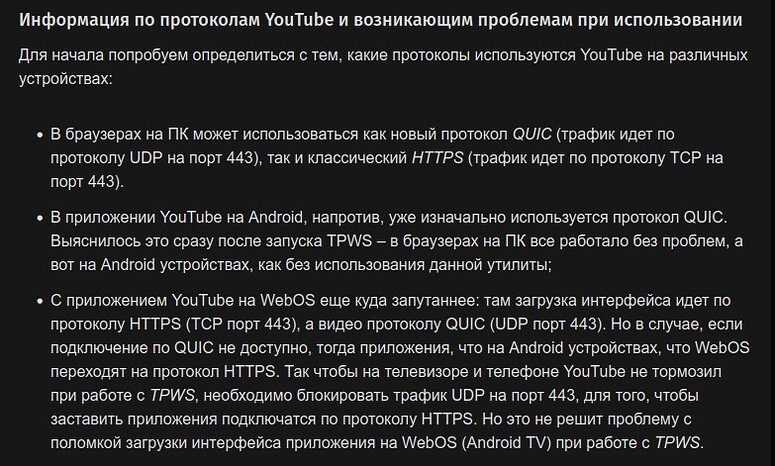 Информация по протоколам YouTube и возникающим проблемам при использовании
Для начала попробуем определиться с тем, какие протоколы используются YouTube на различных
устройствах:
• В браузерах на ПК может использоваться как новый протокол QUIC (трафик идет по
протоколу UDP на порт 443), так и классический HTTPS (трафик идет по протоколу TCP на
порт 443).
• В приложении YouTube на Android, напротив, уже изначально используется протокол QUIC.
Выяснилось это сразу после запуска TPWS – в браузерах на ПК все работало без проблем, а
вот на Android устройствах, как без использования данной утилиты;
• С приложением YouTube на WebOS еще куда запутаннее: там загрузка интерфейса идет по
протоколу HTTPS (TCP порт 443), а видео протоколу QUIC (UDP порт 443). Но в случае, если
подключение по QUIC не доступно, тогда приложения, что на Android устройствах, что WebOS
переходят на протокол HTTPS. Так чтобы на телевизоре и телефоне YouTube не тормозил
при работе с TPWS, необходимо блокировать трафик UDP на порт 443, для того, чтобы
заставить приложения подключатся по протоколу HTTPS. Но это не решит проблему с
поломкой загрузки интерфейса приложения на WebOS (Android TV) при работе с TPWS.